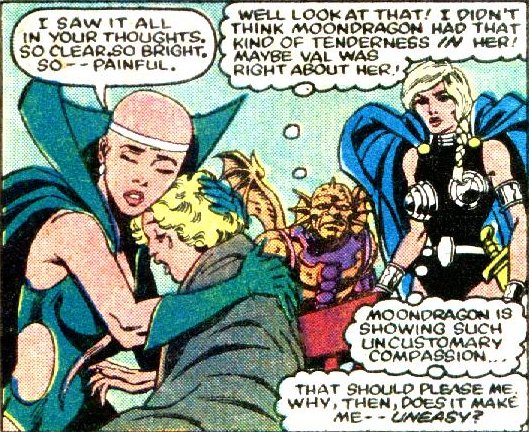 I SAW IT ALL
IN YOUR THOUGHTS.
SO CLEAR. SO BRIGHT.
SO -- PAINFUL.
WELL LOOK AT THAT! I DIDN'T
THINK MOONDRAGON HAD THAT
KIND OF TENDERNESS IN HER!
MAYBE VAL WAS
RIGHT ABOUT HER!
MOONDRAGON IS
SHOWING SUCH
UNCUSTOMARY
COMPASSION...
THAT SHOULD PLEASE ME.
WHY, THEN, DOES IT MAKE
ME -- UNEASY?